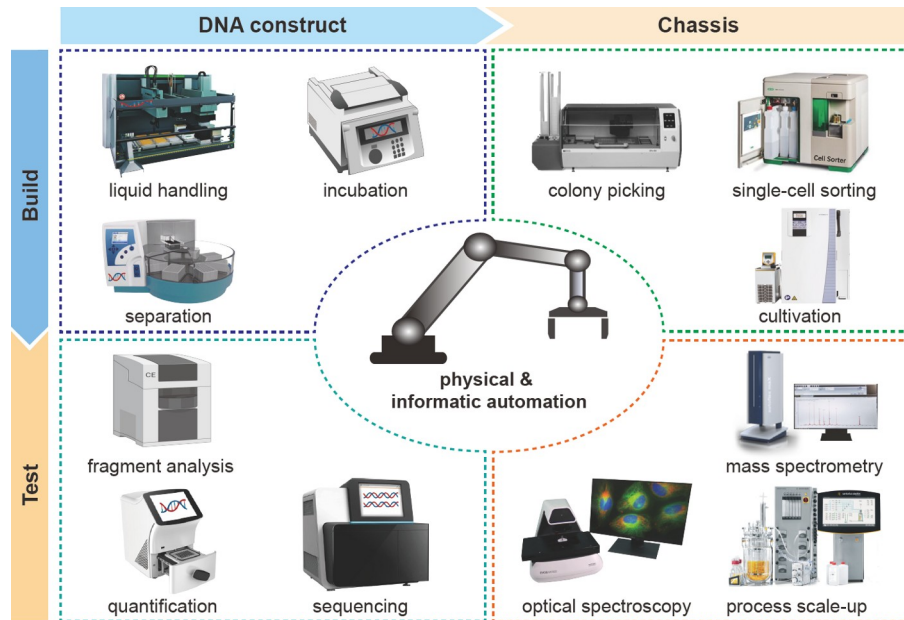 DNA construct
Chassis
Build
liquid handling
incubation
colony picking
Cell Sorter
single-cell sorting
separation
cultivation
physical &
informatic automation
Test
CE
fragment analysis
mass spectrometry
quantification
sequencing
optical spectroscopy
process scale-up